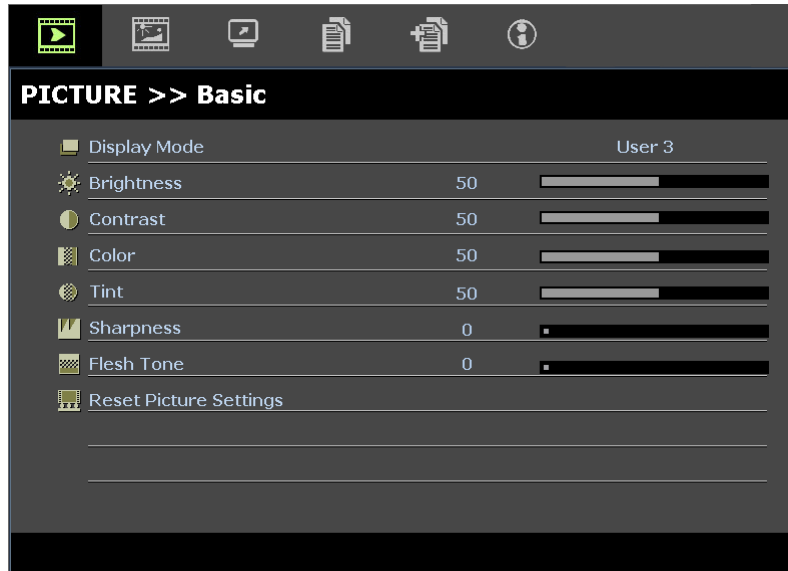 PICTURE >> Basic
Display Mode User 3
Brightness 50
Contrast 50
Color 50
Tint 50
Sharpness 0
Flesh Tone 0
Reset Picture Settings